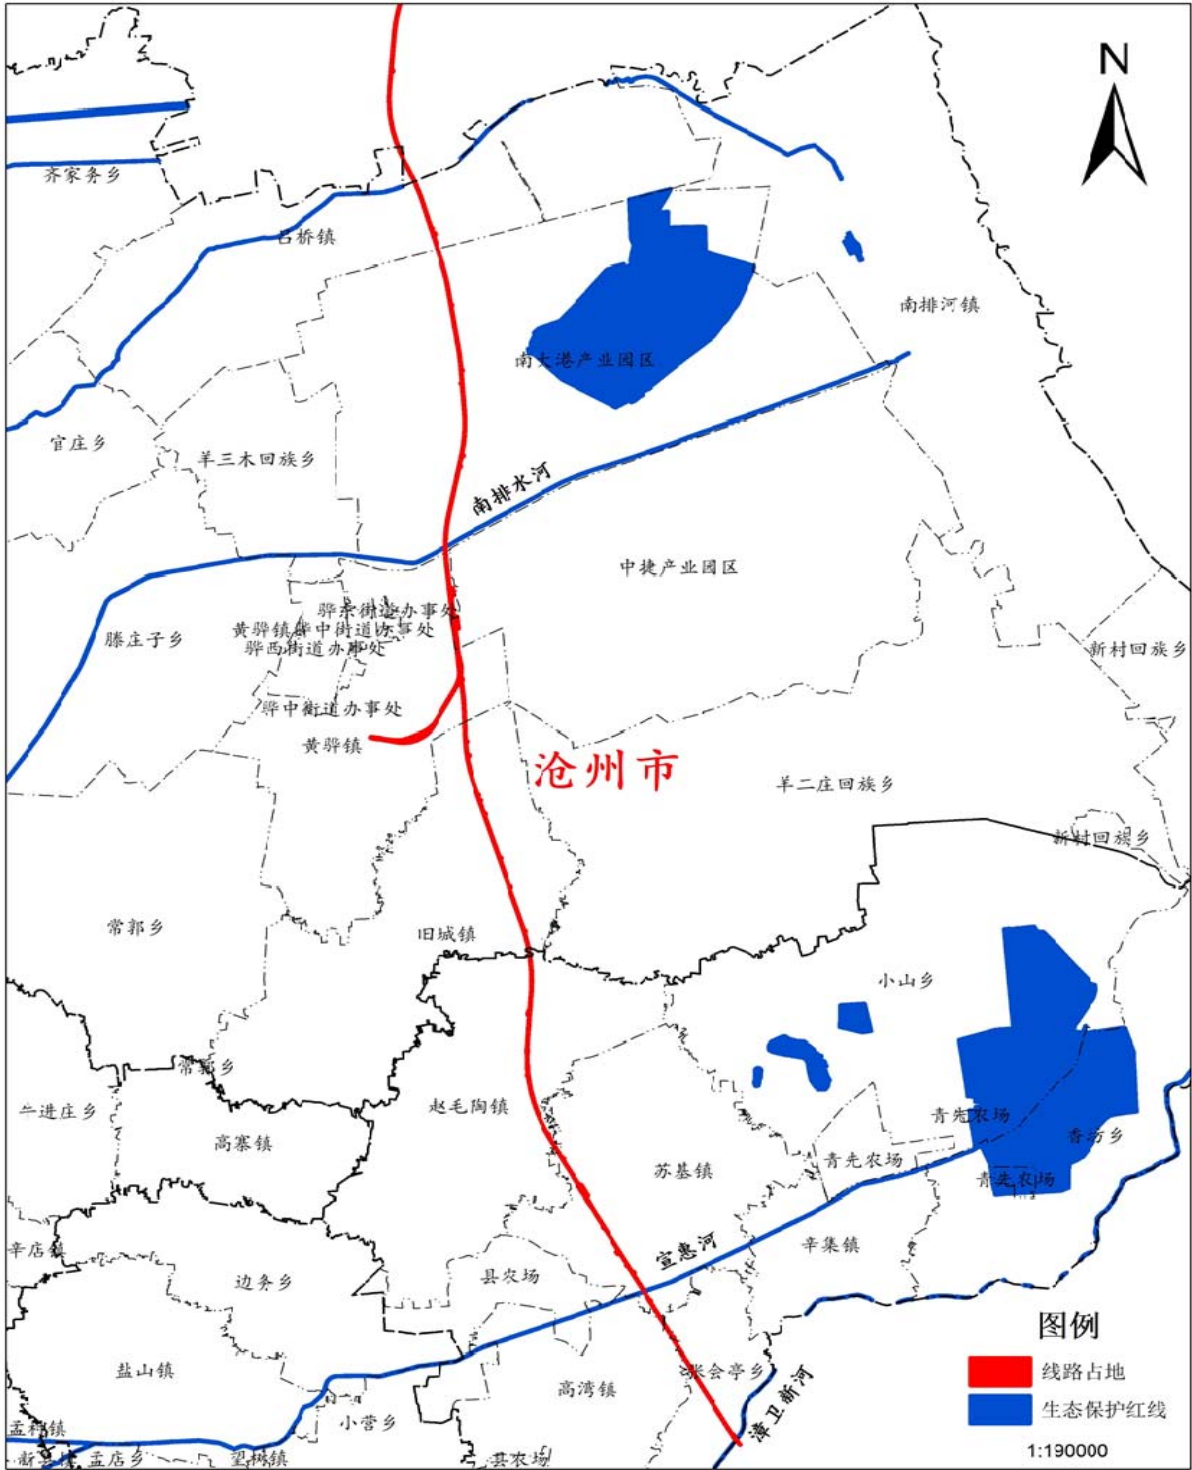 N
齐家务乡
吕桥镇
南排河镇
南大港产业园区
官庄乡
羊三木回族乡
南排水河
中捷产业园区
骅东街道办事处
黄骅镇骅中街道办事处
骅西街道办事处
滕庄子乡
新村回族乡
骅中街道办事处
黄骅镇
沧州市
羊二庄回族乡
新村回族乡
常郭乡
旧城镇
小山乡
常郭乡
赵毛陶镇
青先农场
香坊乡
高寨镇
苏基镇
青先农场
青先农场
辛店镇
宣惠河
辛集镇
边务乡
县农场
图例
盐山镇
张会亭乡
线路占地
高湾镇
漳卫新河
生态保护红线
小营乡
孟村镇
1:190000
孟店乡
望树镇
县农场